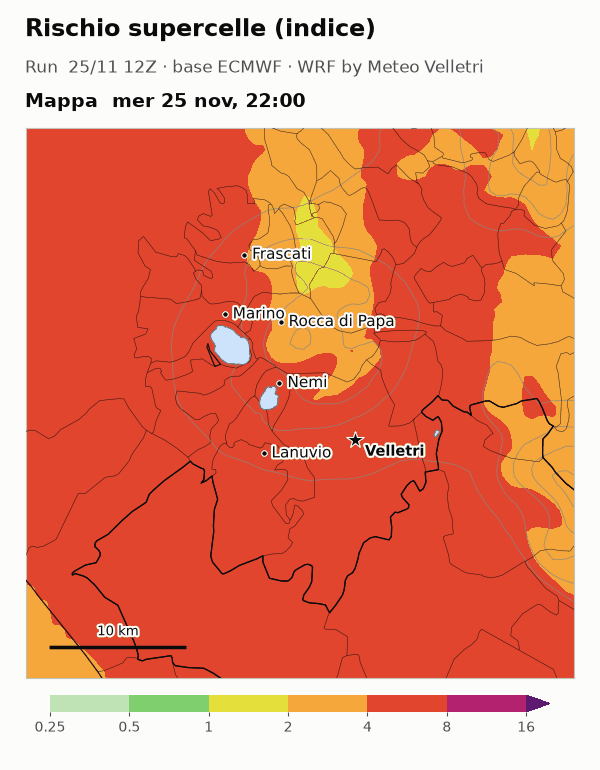 Rischio supercelle (indice)
Run  25/11 12Z · base ECMWF · WRF by Meteo Velletri
Mappa  mer 25 nov, 22:00
Frascati
Marino
Rocca di Papa
Nemi
Velletri
Lanuvio
10 km
0.25 0.5 1 2 4 8 16